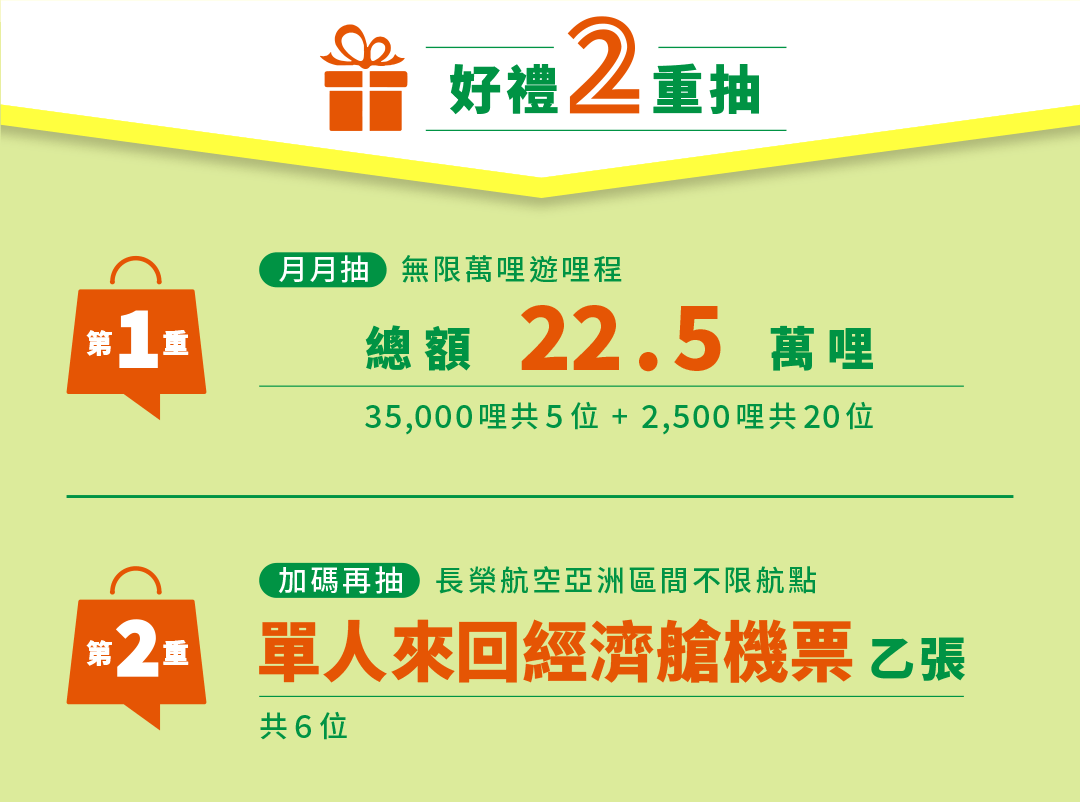 好禮2重抽
第1重
月月抽 無限萬哩遊哩程
總額 22.5 萬哩
35,000哩共5位 + 2,500哩共20位
第2重
加碼再抽 長榮航空亞洲區間不限航點
單人來回經濟艙機票乙張
共6位